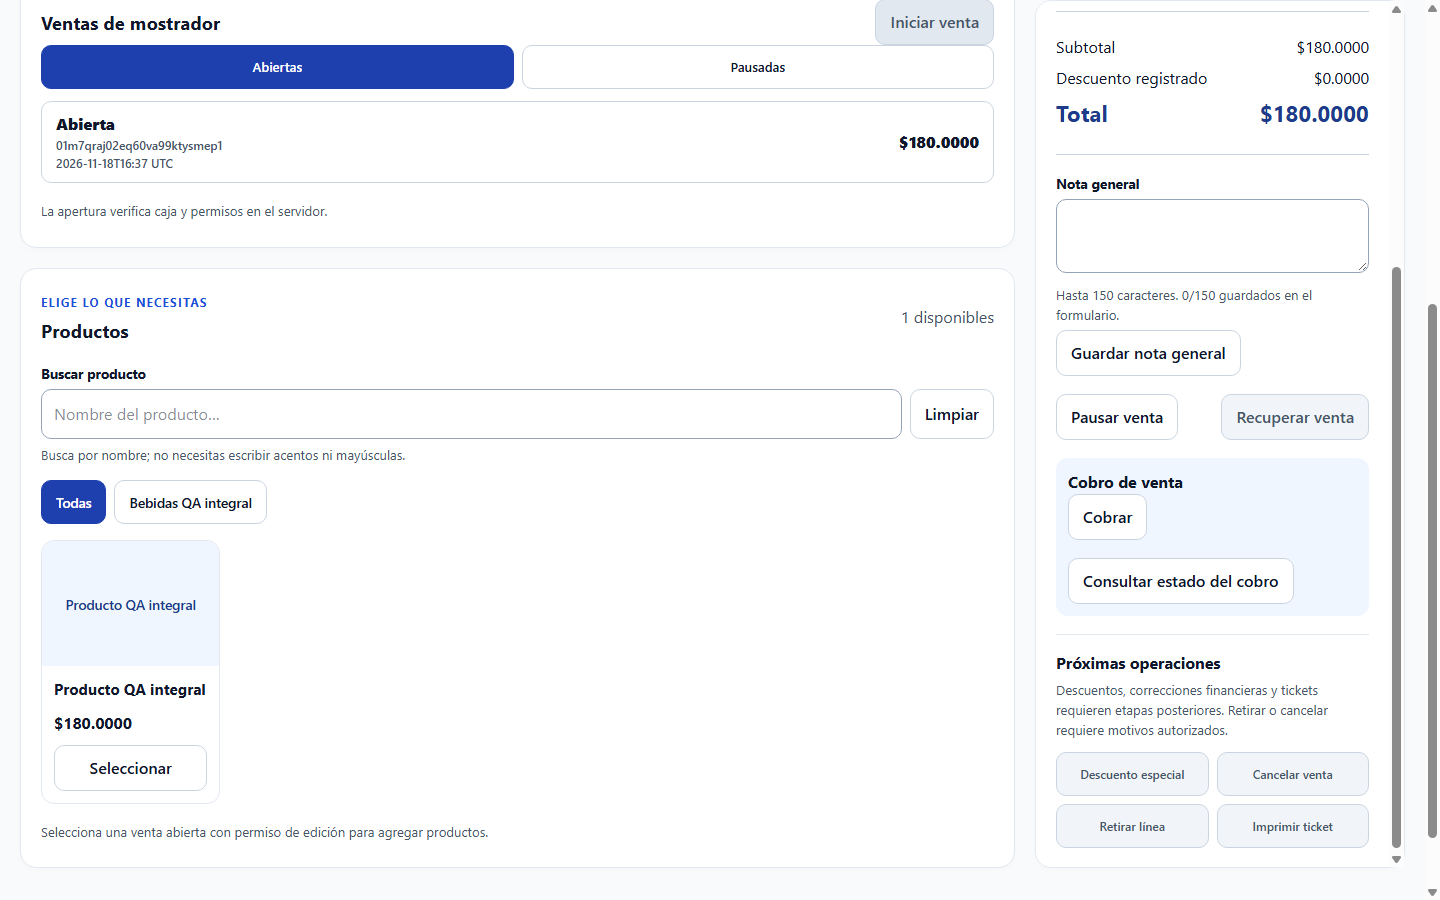 Ventas de mostrador
Iniciar venta
Abiertas
Pausadas
Abierta
01m7qraj02eq60va99ktysmep1
2026-11-18T16:37 UTC
$180.0000
La apertura verifica caja y permisos en el servidor.
ELIGE LO QUE NECESITAS
Productos
1 disponibles
Buscar producto
Nombre del producto...
Limpiar
Busca por nombre; no necesitas escribir acentos ni mayúsculas.
Todas
Bebidas QA integral
Producto QA integral
Producto QA integral
$180.0000
Seleccionar
Selecciona una venta abierta con permiso de edición para agregar productos.
Subtotal
$180.0000
Descuento registrado
$0.0000
Total
$180.0000
Nota general
Hasta 150 caracteres. 0/150 guardados en el
formulario.
Guardar nota general
Pausar venta
Recuperar venta
Cobro de venta
Cobrar
Consultar estado del cobro
Próximas operaciones
Descuentos, correcciones financieras y tickets
requieren etapas posteriores. Retirar o cancelar
requiere motivos autorizados.
Descuento especial
Cancelar venta
Retirar línea
Imprimir ticket